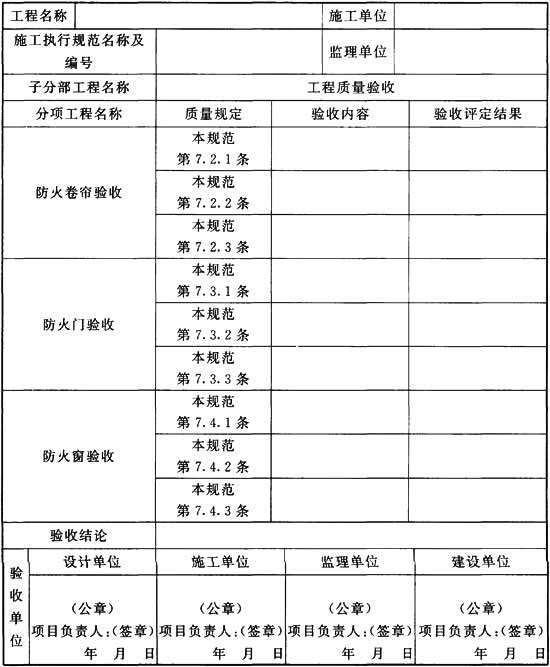 工程名称 施工单位
施工执行规范名称及
编号
监理单位
子分部工程名称 工程质量验收
分项工程名称 质量规定 验收内容 验收评定结果
防火卷帘验收
本规范
第7.2.1条
本规范
第7.2.2条
本规范
第7.2.3条
防火门验收
本规范
第7.3.1条
本规范
第7.3.2条
本规范
第7.3.3条
防火窗验收
本规范
第7.4.1条
本规范
第7.4.2条
本规范
第7.4.3条
验收结论
验收单位
设计单位 施工单位 监理单位 建设单位
(公章) (公章) (公章) (公章)
项目负责人:(签章) 项目负责人:(签章) 项目负责人:(签章) 项目负责人:(签章)
年 月 日 年 月 日 年 月 日 年 月 日